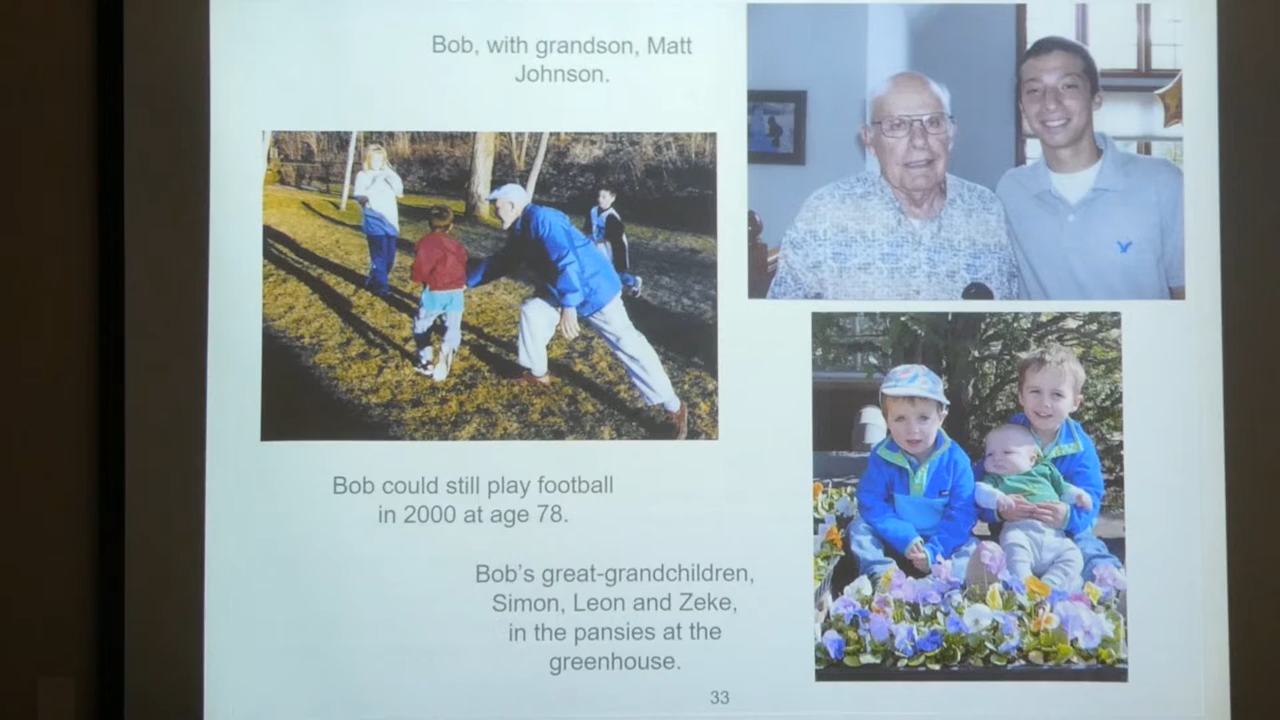 Bob, with grandson, Matt
Johnson.
Bob could still play football
in 2000 at age 78.
Bob's great-grandchildren,
Simon, Leon and Zeke,
in the pansies at the
greenhouse.
33